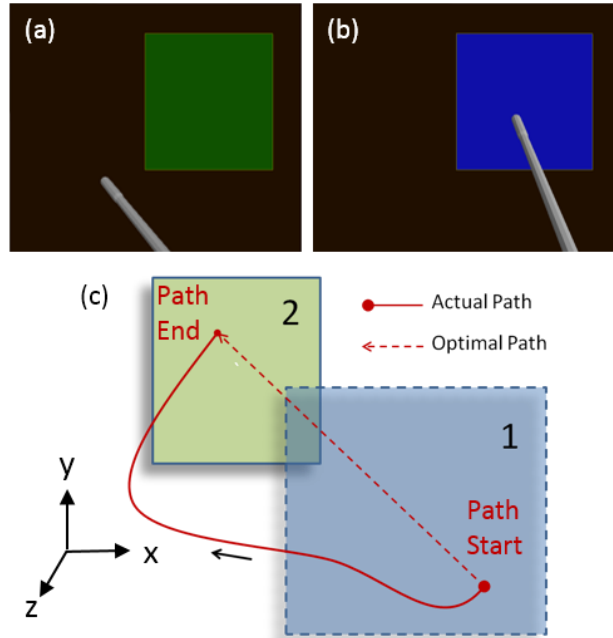 (a)
(b)
(c)
Path
End
2
Actual Path
Optimal Path
1
Path
Start
y
x
z